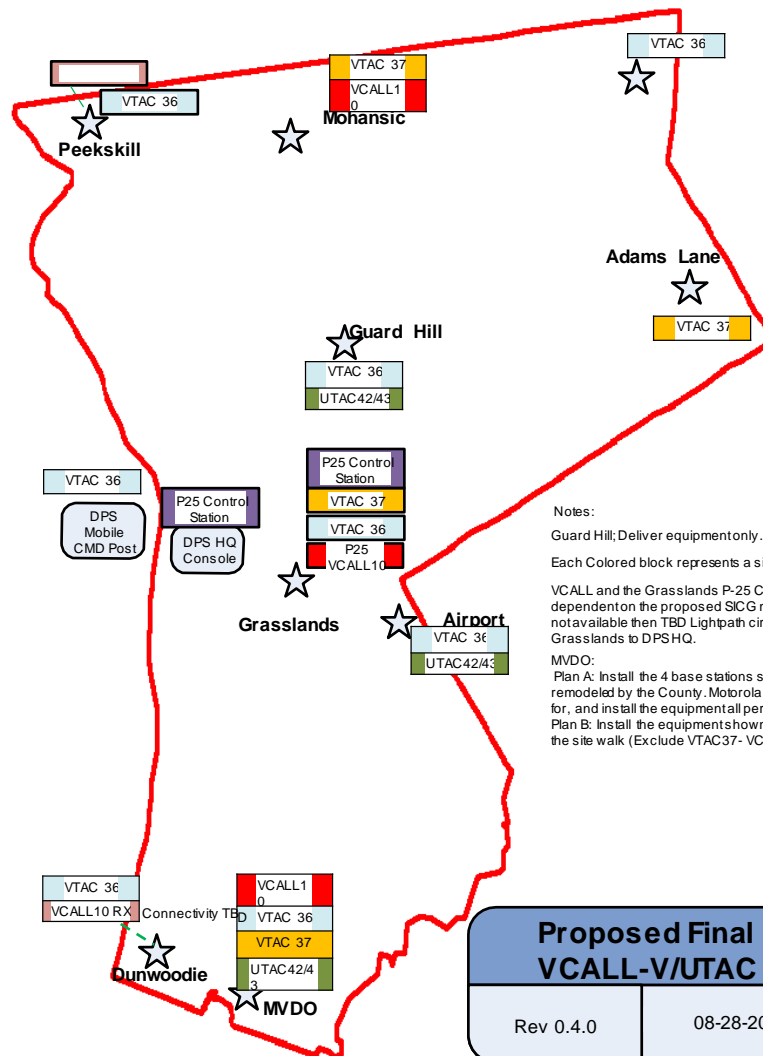 VTAC 36
VTAC 37
VCALL1
0
Mohansic
VTAC 36
Peekskill
Adams Lane
VTAC 37
Guard Hill
VTAC 36
UTAC42/43
P25 Control
Station
VTAC 37
VTAC 36
P25
VCALL10
Grasslands
VTAC 36
P25 Control
Station
DPS
Mobile
CMD Post
DPS HQ
Console
Airport
VTAC 36
UTAC42/43
Notes:
Guard Hill; Deliver equipment only.
Each Colored block represents a
VCALL and the Grasslands P-25
dependent on the proposed SICG
not available then TBD Lightpath
Grasslands to DPS HQ.
MVDO:
Plan A: Install the 4 base stations
remodeled by the County. Motorola
for, and install the equipment all
Plan B: Install the equipment shown
the site walk (Exclude VTAC37-
VTAC 36
VCALL10 RX
Connectivity TBD
Dunwoodie
VCALL1
0
VTAC 36
VTAC 37
UTAC42/4
3
MVDO
Proposed Final
VCALL-V/UTAC
Rev 0.4.0
08-28-20